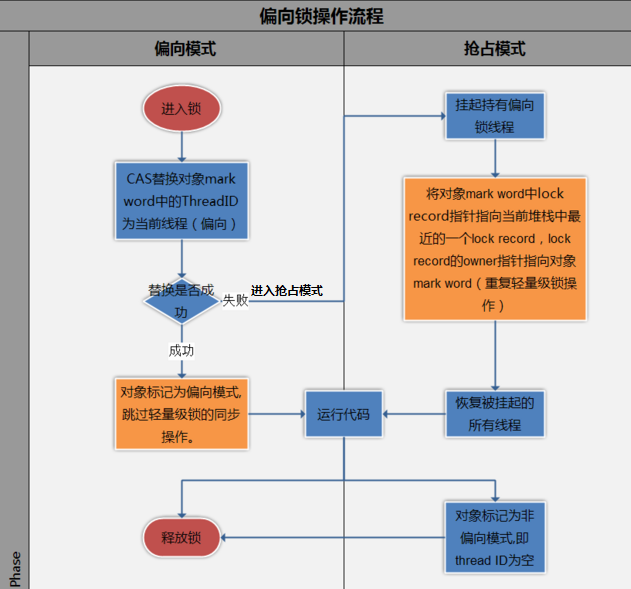 偏向锁操作流程
偏向模式
抢占模式
进入锁
CAS替换对象mark
word中的ThreadID
为当前线程（偏向）
替换是否成
功
失败
进入抢占模式
成功
对象标记为偏向模式,
跳过轻量级锁的同步
操作。
运行代码
挂起持有偏向
锁线程
将对象mark word中lock
record指针指向当前堆栈中最
近的一个lock record，lock
record的owner指针指向对象
mark word（重复轻量级锁操
作）
恢复被挂起的
所有线程
对象标记为非
偏向模式,即
thread ID为空
释放锁
Phase